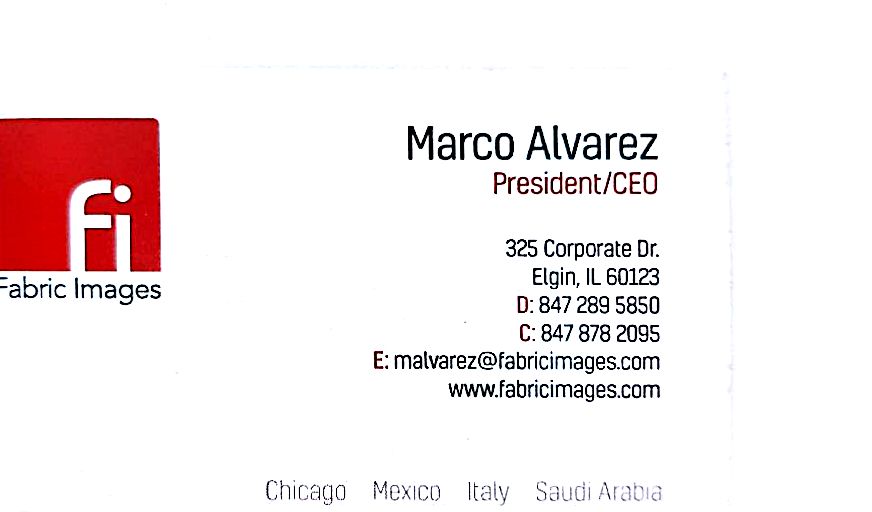 fi
Fabric Images
Marco Alvarez
President/CEO
325 Corporate Dr.
Elgin, IL 60123
D: 847 289 5850
C: 847 878 2095
E: malvarez@fabricimages.com
www.fabricimages.com
Chicago Mexico Italy Saudi Arabia